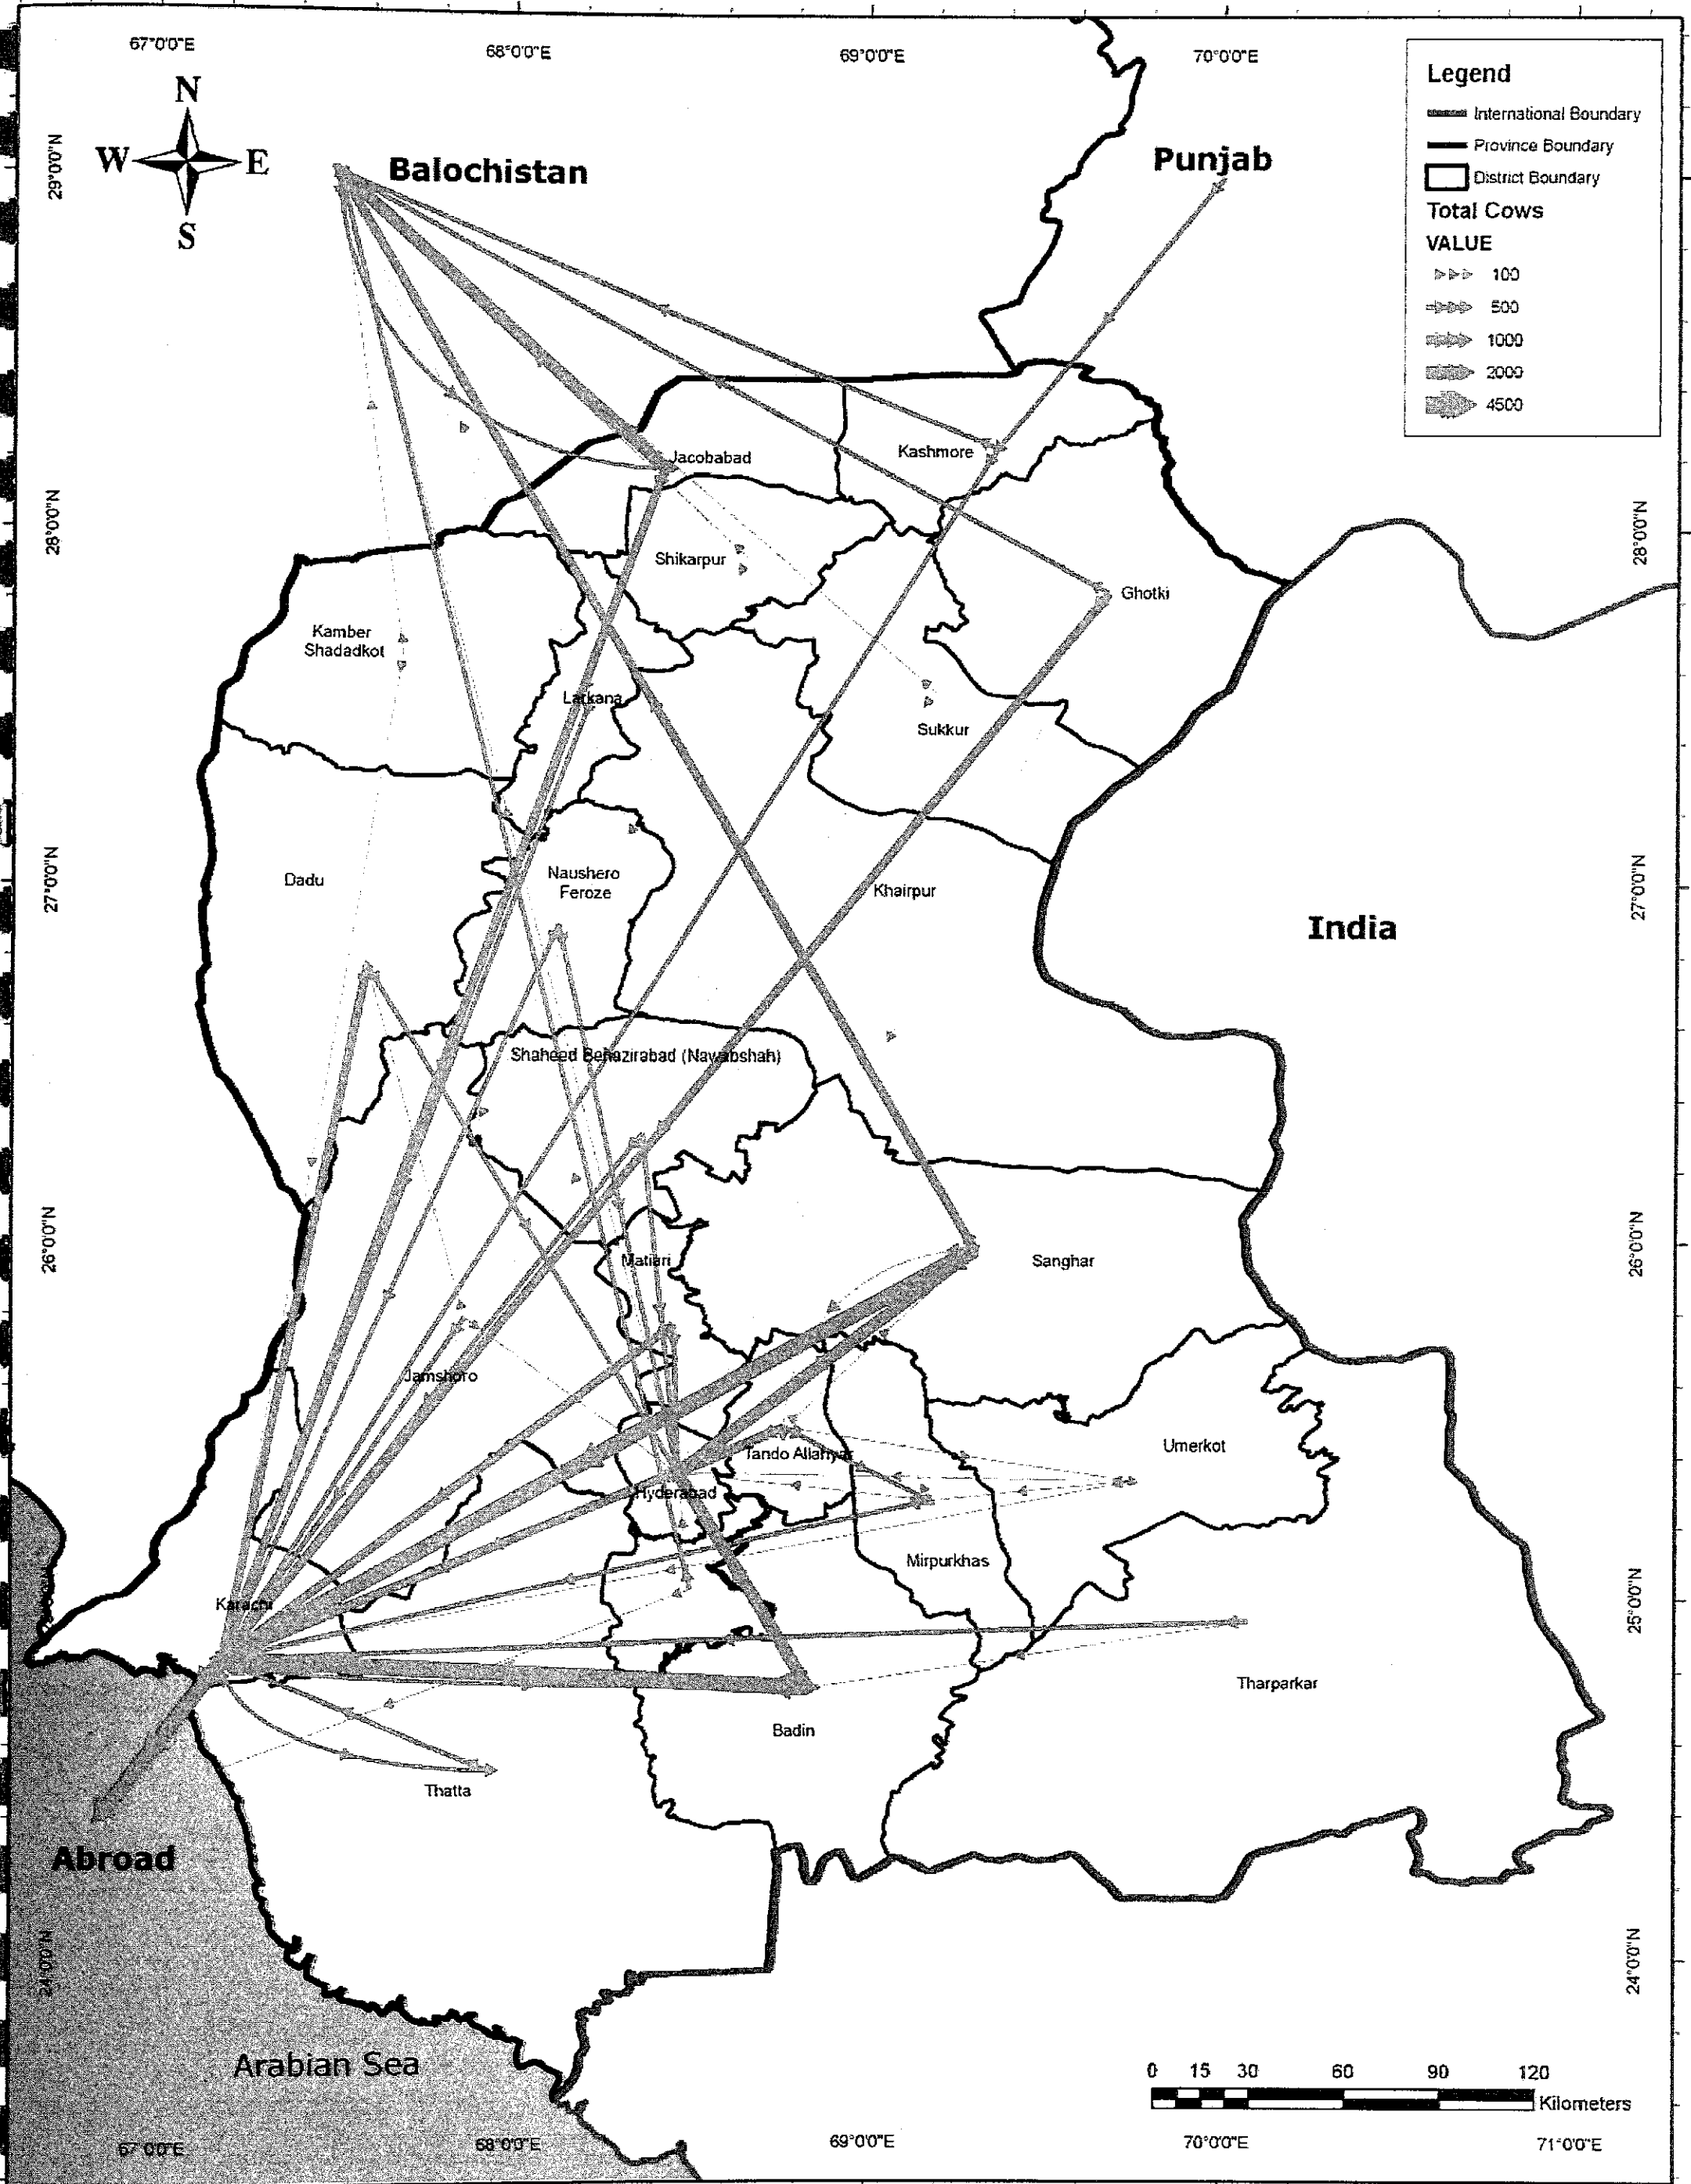 67°0'0"E
68°0'0"E
69°0'0"E
70°0'0"E
Legend
International Boundary
Province Boundary
District Boundary
Total Cows
VALUE
100
500
1000
2000
4500
N
W
E
S
Balochistan
Punjab
29°0'0"N
Jacobabad
Kashmore
28°0'0"N
28°0'0"N
Shikarpur
Ghotki
Kamber
Shadadkot
Larkana
Sukkur
Dadu
Naushero
Feroze
Khairpur
27°0'0"N
27°0'0"N
India
Shaheed Benazirabad (Nawabshah)
26°0'0"N
26°0'0"N
Matiari
Sanghar
Jamshoro
Tando Allahyar
Umerkot
Hyderabad
Mirpurkhas
Karachi
25°0'0"N
Tharparkar
Badin
Thatta
Abroad
24°0'0"N
24°0'0"N
Arabian Sea
0 15 30 60 90 120
Kilometers
67°0'0"E
68°0'0"E
69°0'0"E
70°0'0"E
71°0'0"E